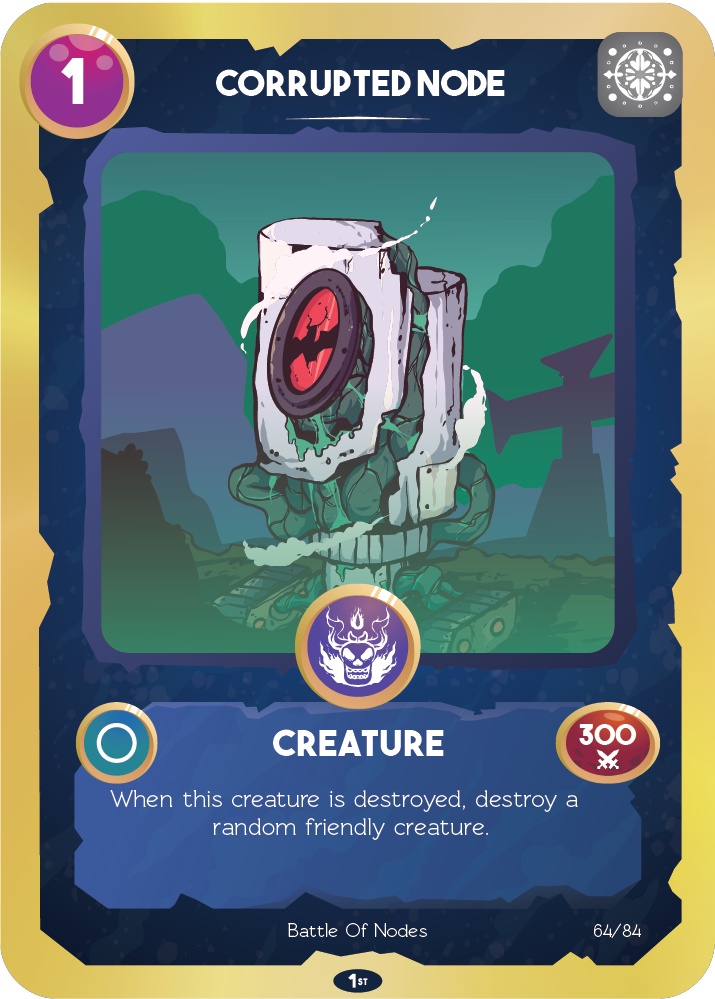 1
CORRUPTED NODE
CREATURE
300
When this creature is destroyed, destroy a
random friendly creature.
Battle Of Nodes
64/84
1ST